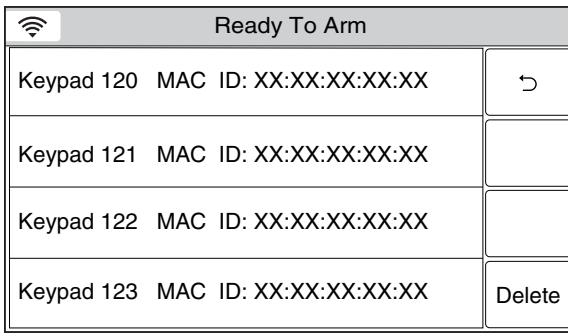 Ready To Arm
Keypad 120 MAC ID: XX:XX:XX:XX:XX
Keypad 121 MAC ID: XX:XX:XX:XX:XX
Keypad 122 MAC ID: XX:XX:XX:XX:XX
Keypad 123 MAC ID: XX:XX:XX:XX:XX
Delete